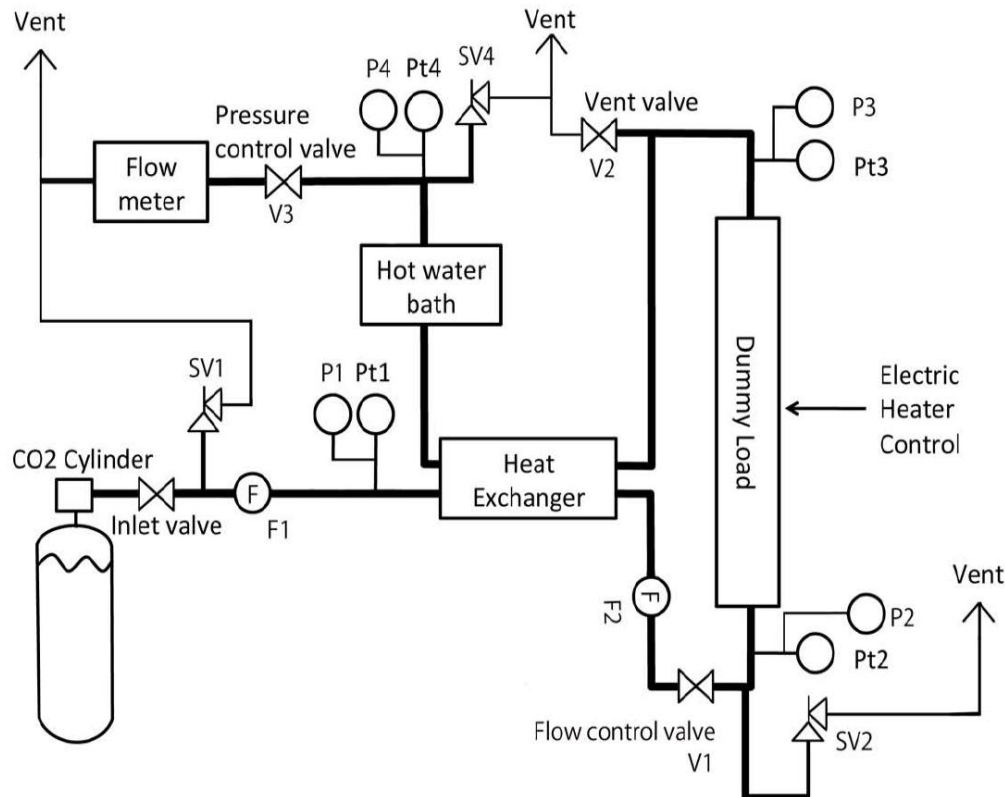 Vent
Vent
SV4
P4
Pt4
P3
Vent valve
Pressure
control valve
Flow
meter
V2
Pt3
V3
Hot water
bath
SV1
P1
Pt1
Dummy Load
Electric
Heater
Control
CO2 Cylinder
Heat
Exchanger
F
Inlet valve
F1
Vent
F
F2
P2
Pt2
Flow control valve
V1
SV2